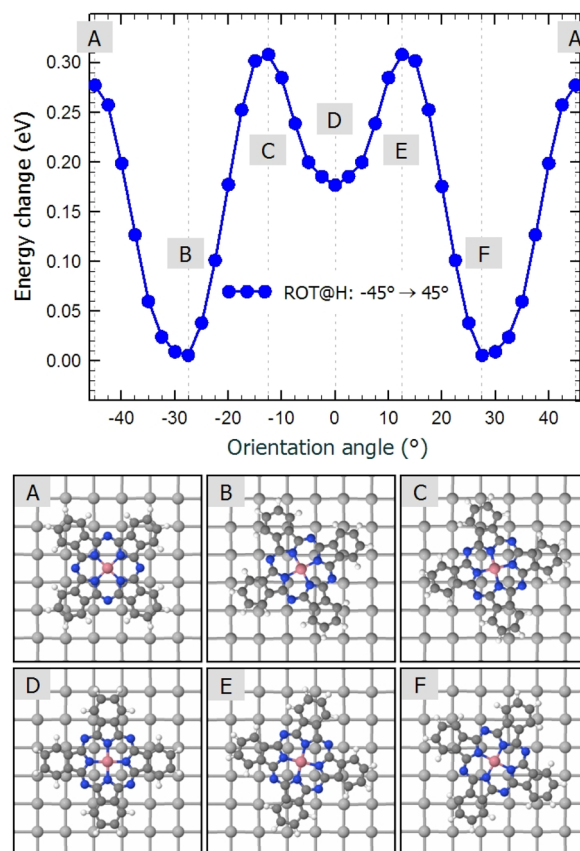 A
A
0.30
D
0.25
C
E
Energy change (eV)
0.20
0.15
B
F
0.10
ROT@H: -45° → 45°
0.05
0.00
-40 -30 -20 -10 0 10 20 30 40
Orientation angle (°)
A B C
D E F